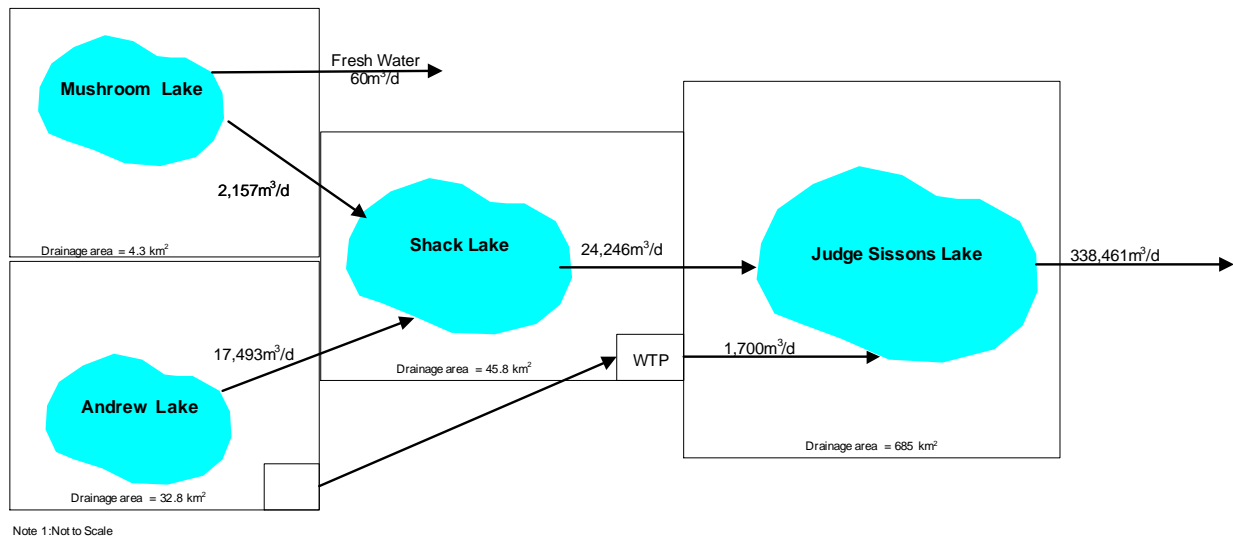 Fresh Water
60m³/d
Mushroom Lake
2,157m³/d
Drainage area = 4.3 km²
Shack Lake
24,246m³/d
Judge Sissons Lake
338,461m³/d
17,493m³/d
WTP
1,700m³/d
Drainage area = 45.8 km²
Andrew Lake
Drainage area = 685 km²
Drainage area = 32.8 km²
Note 1:Not to Scale